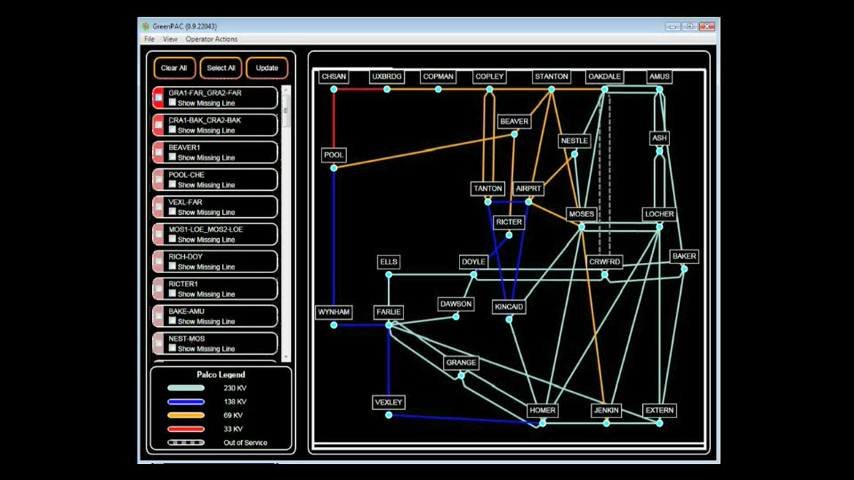 GreenPAC (0.9.22043)
File View Operator Actions
Clear All Select All Update
GRA1-FAR_GRA2-FAR
Show Missing Line
CRA1-BAK_CRA2-BAK
Show Missing Line
BEAVER1
Show Missing Line
POOL-CHE
Show Missing Line
VEXL-FAR
Show Missing Line
MOS1-LOE_MOS2-LOE
Show Missing Line
RICH-DOY
Show Missing Line
RICTER1
Show Missing Line
BAKE-AMU
Show Missing Line
NEST-MOS
Show Missing Line
Palco Legend
230 KV
138 KV
69 KV
33 KV
Out of Service
CHSAN UXBRDG COPMAN COPLEY STANTON OAKDALE AMUS
BEAVER
NESTLE ASH
POOL
TANTON AIRPRT
RICTER MOSES LOCHER
ELLS DOYLE CRWFRD BAKER
WYNHAM FARLIE DAWSON KINCAID
GRANGE
VEXLEY HOMER JENKIN EXTERN